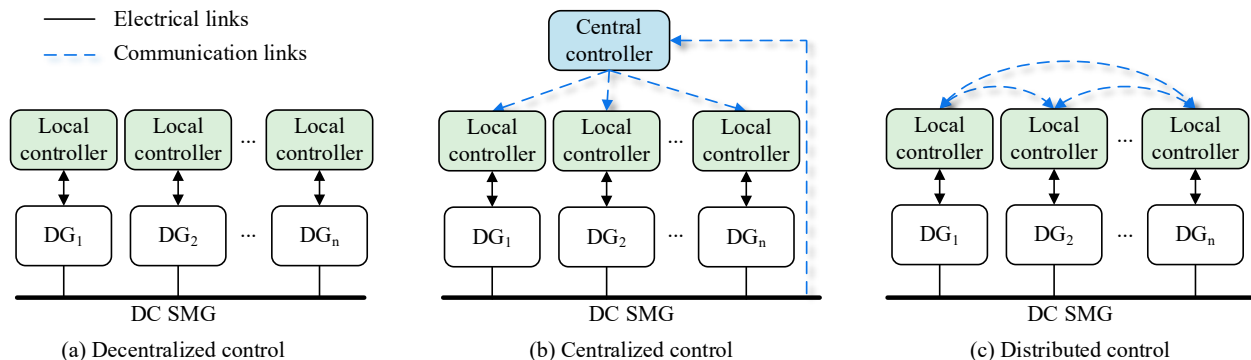 Electrical links
Communication links
Local controller
Local controller
...
Local controller
DG1
DG2
...
DGn
DC SMG
(a) Decentralized control
Central controller
Local controller
Local controller
...
Local controller
DG1
DG2
...
DGn
DC SMG
(b) Centralized control
Local controller
Local controller
...
Local controller
DG1
DG2
...
DGn
DC SMG
(c) Distributed control